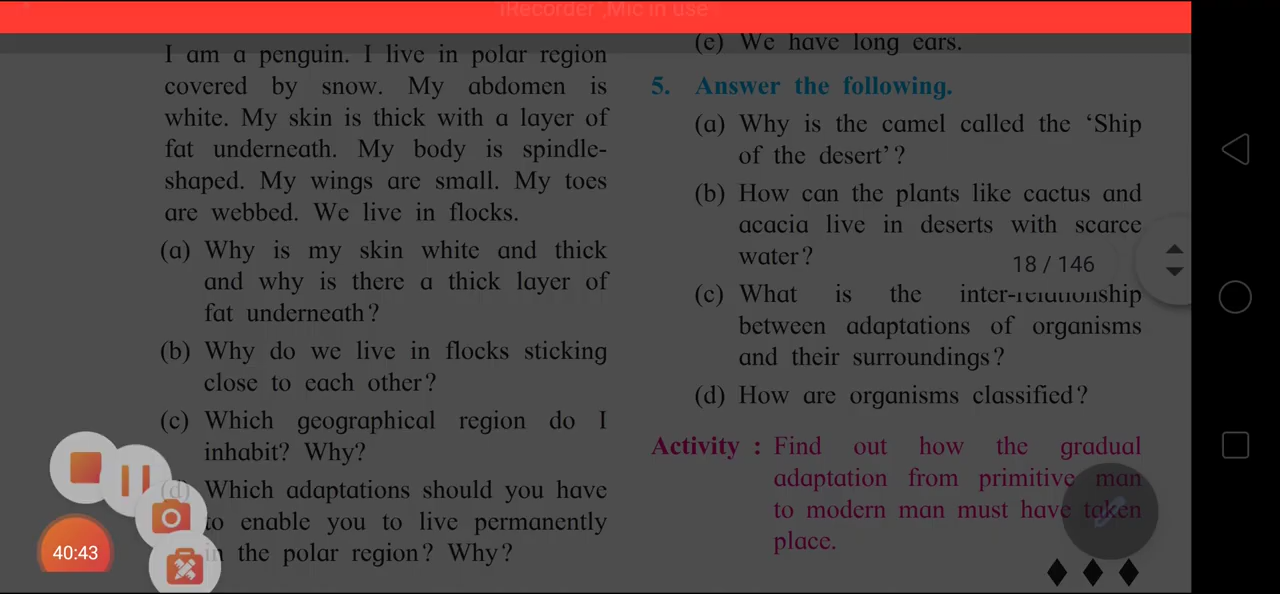 iRecorder ,Mic in use
I am a penguin. I live in polar region
covered by snow. My abdomen is
white. My skin is thick with a layer of
fat underneath. My body is spindle-
shaped. My wings are small. My toes
are webbed. We live in flocks.
(a) Why is my skin white and thick
and why is there a thick layer of
fat underneath?
(b) Why do we live in flocks sticking
close to each other?
(c) Which geographical region do I
inhabit? Why?
(d) Which adaptations should you have
to enable you to live permanently
in the polar region? Why?
40:43
(e) We have long ears.
5. Answer the following.
(a) Why is the camel called the ‘Ship
of the desert’?
(b) How can the plants like cactus and
acacia live in deserts with scarce
water?
18 / 146
(c) What is the inter-relationship
between adaptations of organisms
and their surroundings?
(d) How are organisms classified?
Activity : Find out how the gradual
adaptation from primitive man
to modern man must have taken
place.